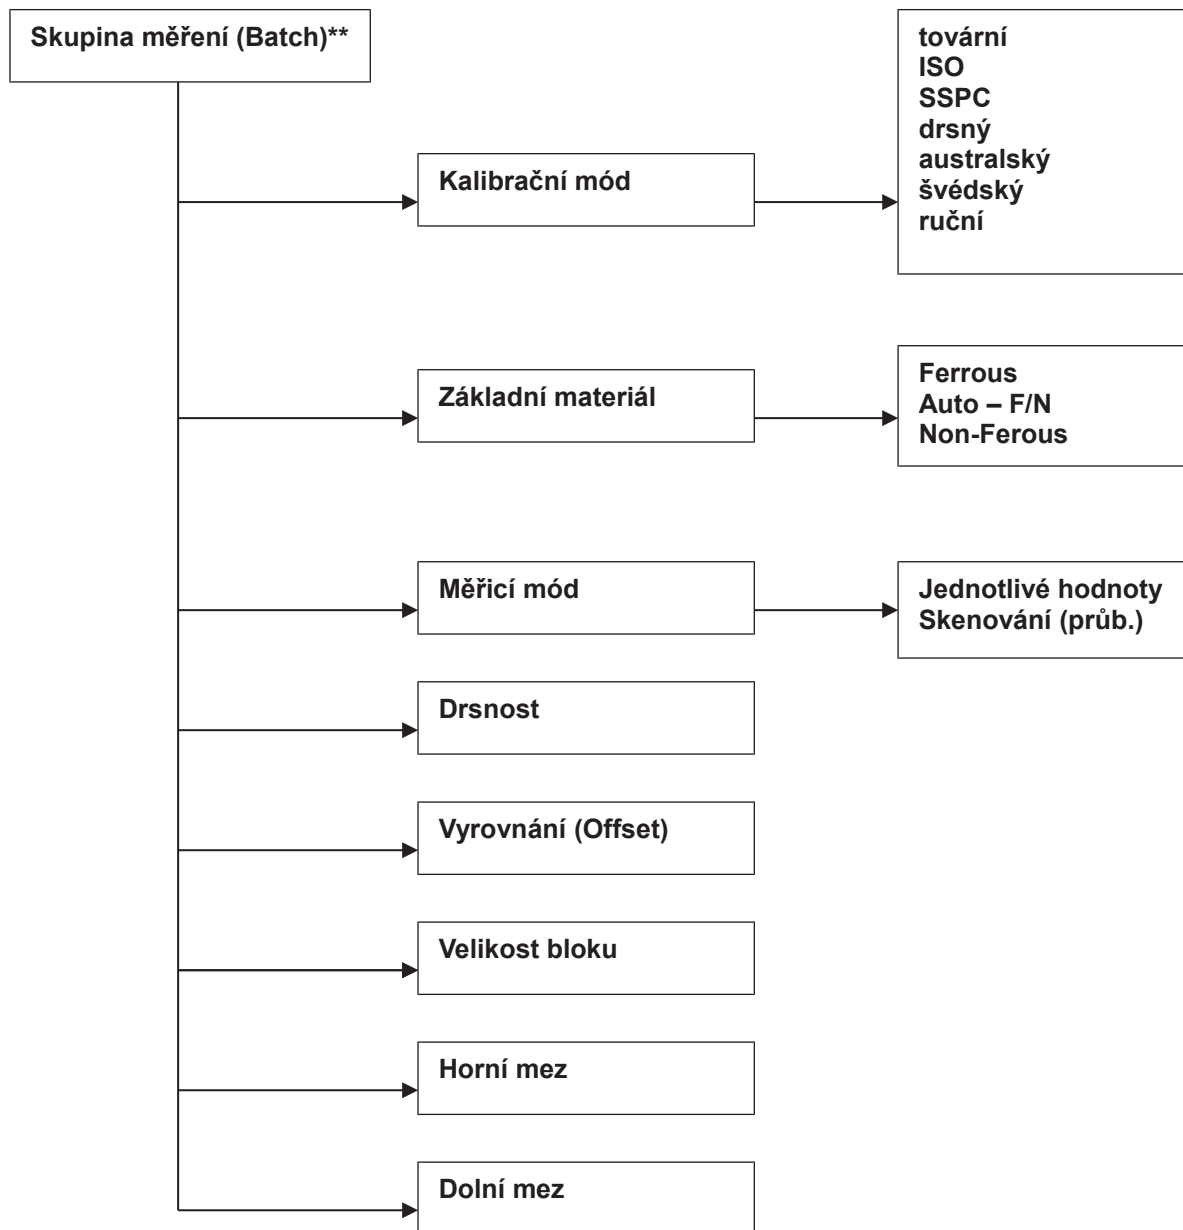 Skupina měření (Batch)**
tovární
ISO
SSPC
drsný
australský
švédský
ruční
Kalibrační mód
Základní materiál
Ferrous
Auto – F/N
Non-Ferous
Měřicí mód
Jednotlivé hodnoty
Skenování (průb.)
Drsnost
Vyrovnání (Offset)
Velikost bloku
Horní mez
Dolní mez